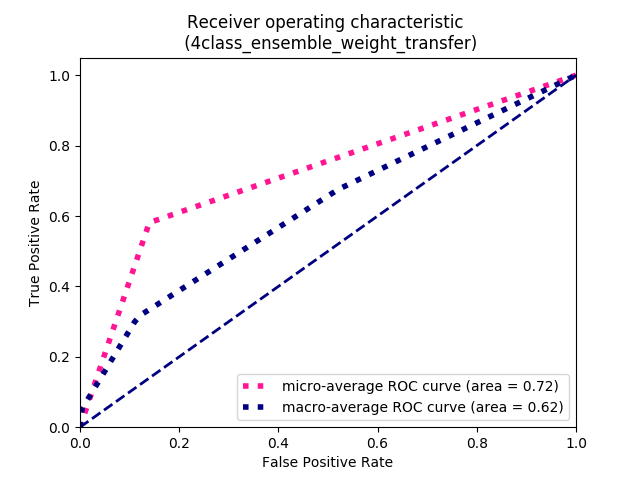 Receiver operating characteristic
(4class_ensemble_weight_transfer)
True Positive Rate
1.0
0.8
0.6
0.4
0.2
0.0
micro-average ROC curve (area = 0.72)
macro-average ROC curve (area = 0.62)
0.0 0.2 0.4 0.6 0.8 1.0
False Positive Rate